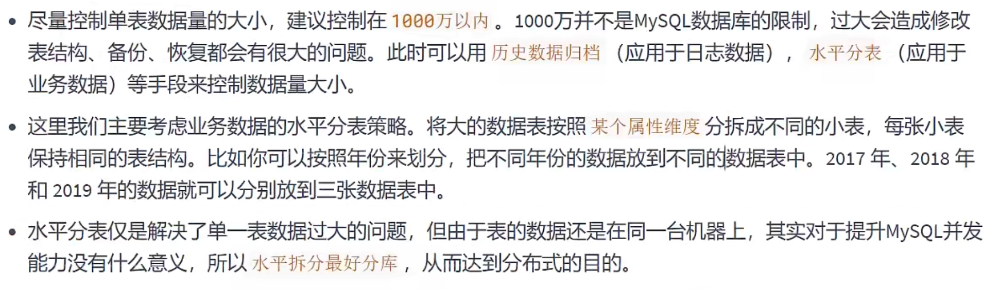 • 尽量控制单表数据量的大小，建议控制在 1000万以内 。1000万并不是MySQL数据库的限制，过大会造成修改
表结构、备份、恢复都会有很大的问题。此时可以用 历史数据归档 （应用于日志数据），水平分表 （应用于
业务数据）等手段来控制数据量大小。
• 这里我们主要考虑业务数据的水平分表策略。将大的数据表按照 某个属性维度 分拆成不同的小表，每张小表
保持相同的表结构。比如你可以按照年份来划分，把不同年份的数据放到不同的数据表中。2017 年、2018 年
和 2019 年的数据就可以分别放到三张数据表中。
• 水平分表仅是解决了单一表数据过大的问题，但由于表的数据还是在同一台机器上，其实对于提升MySQL并发
能力没有什么意义，所以 水平拆分最好分库 ，从而达到分布式的目的。